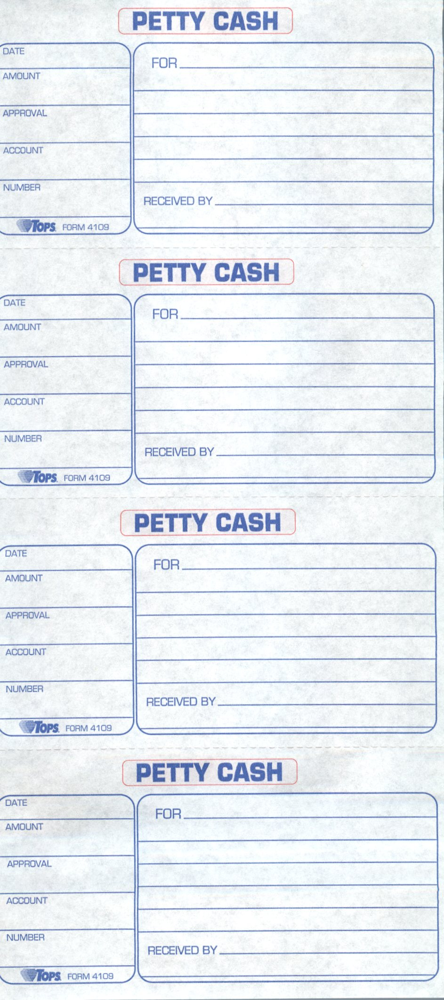 PETTY CASH
DATE
FOR
AMOUNT
APPROVAL
ACCOUNT
NUMBER
RECEIVED BY
TOPS FORM 4109
PETTY CASH
DATE
FOR
AMOUNT
APPROVAL
ACCOUNT
NUMBER
RECEIVED BY
TOPS FORM 4109
PETTY CASH
DATE
FOR
AMOUNT
APPROVAL
ACCOUNT
NUMBER
RECEIVED BY
TOPS FORM 4109
PETTY CASH
DATE
FOR
AMOUNT
APPROVAL
ACCOUNT
NUMBER
RECEIVED BY
TOPS FORM 4109